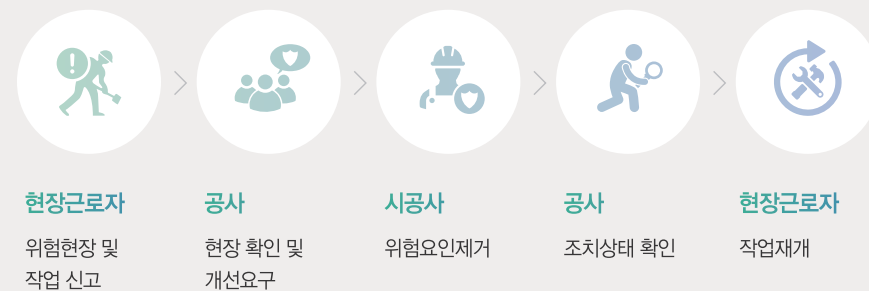 현장근로자
위험현장 및
작업 신고
공사
현장 확인 및
개선요구
시공사
위험요인제거
공사
조치상태 확인
현장근로자
작업재개